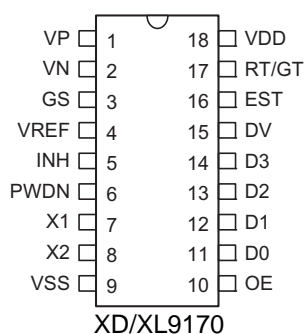 VP 1 18 VDD
VN 2 17 RT/GT
GS 3 16 EST
VREF 4 15 DV
INH 5 14 D3
PWDN 6 13 D2
X1 7 12 D1
X2 8 11 D0
VSS 9 10 OE
XD/XL9170